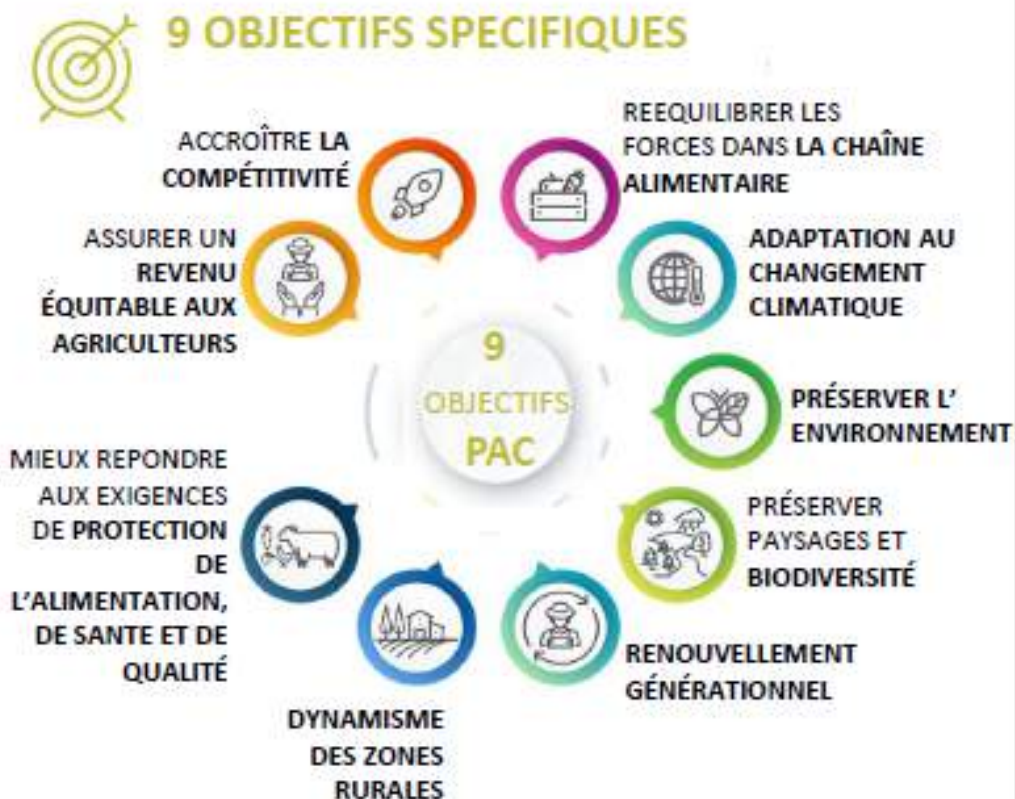 9 OBJECTIFS SPECIFIQUES
ACCROÎTRE LA
COMPÉTITIVITÉ
REEQUILIBRER LES
FORCES DANS LA CHAÎNE
ALIMENTAIRE
ASSURER UN
REVENU
ÉQUITABLE AUX
AGRICULTEURS
ADAPTATION AU
CHANGEMENT
CLIMATIQUE
9
OBJECTIFS
PAC
PRÉSERVER L’
ENVIRONNEMENT
MIEUX REPONDRE
AUX EXIGENCES
DE PROTECTION
DE
L’ALIMENTATION,
DE SANTE ET DE
QUALITÉ
PRÉSERVER
PAYSAGES ET
BIODIVERSITÉ
RENOUVELLEMENT
GÉNÉRATIONNEL
DYNAMISME
DES ZONES
RURALES